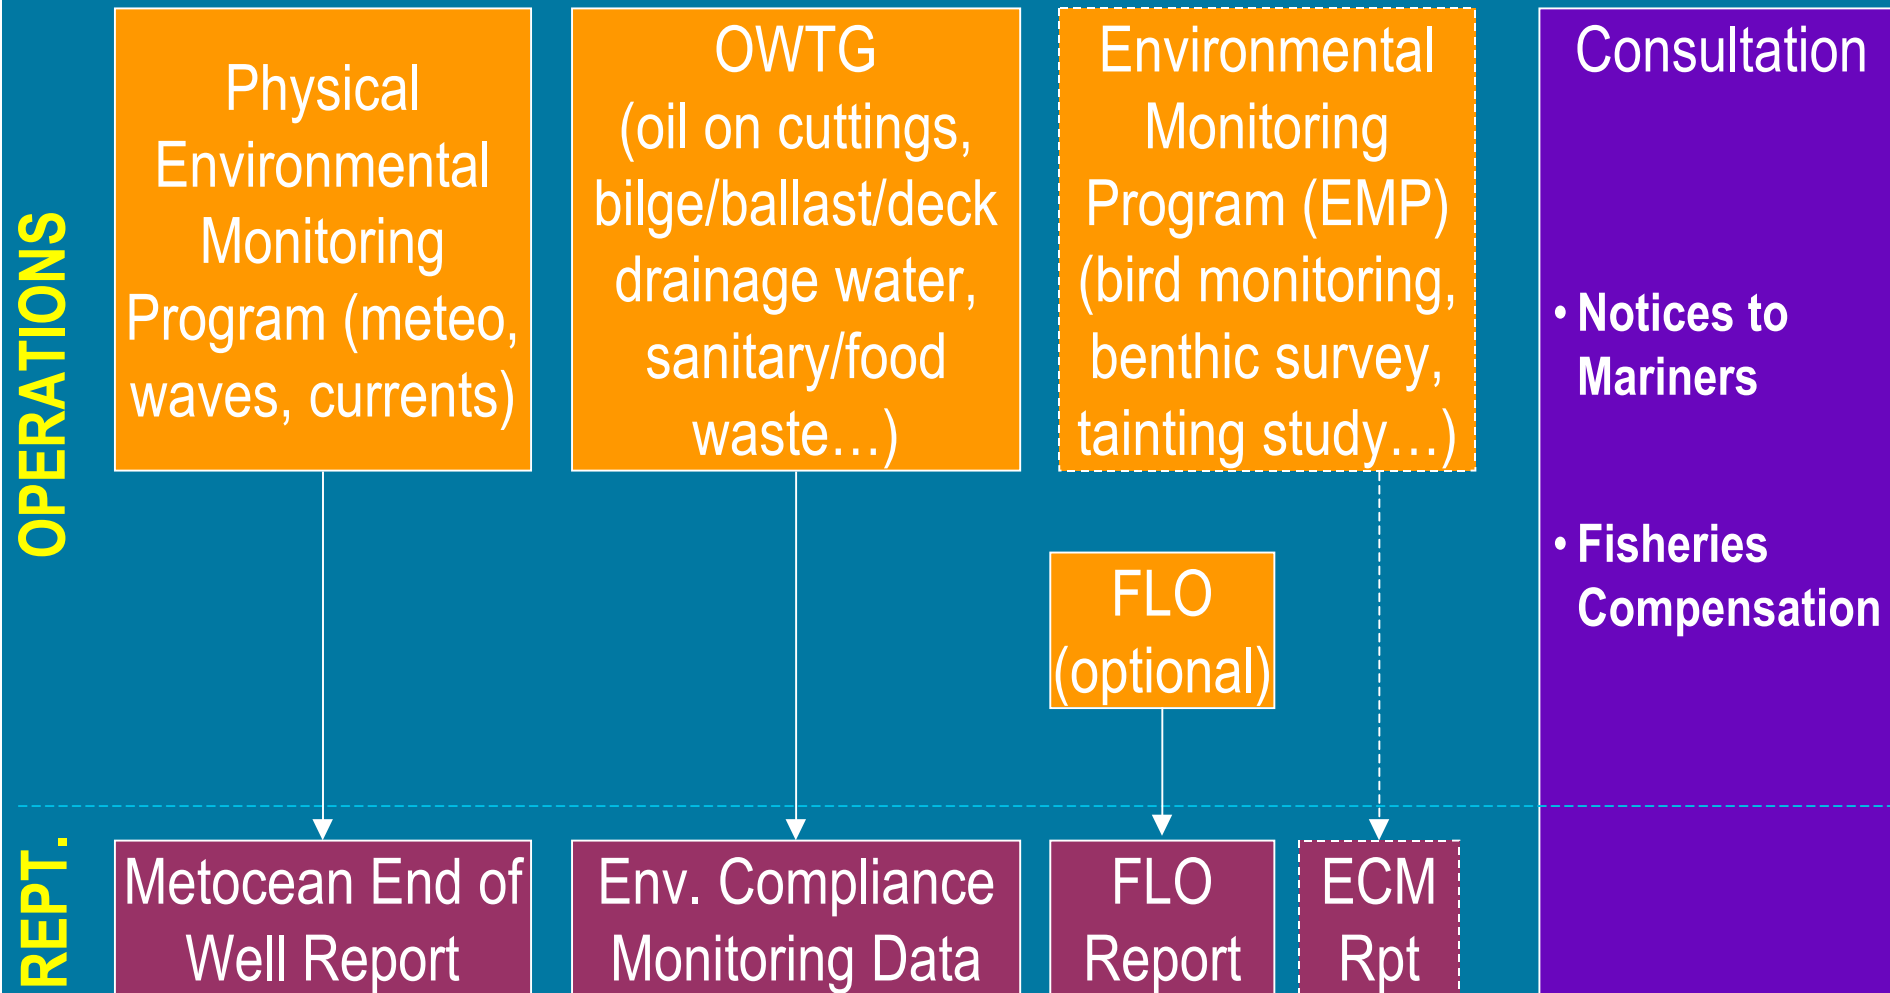 OPERATIONS
Physical
Environmental
Monitoring
Program (meteo,
waves, currents)
OWTG
(oil on cuttings,
bilge/ballast/deck
drainage water,
sanitary/food
waste…)
Environmental
Monitoring
Program (EMP)
(bird monitoring,
benthic survey,
tainting study…)
FLO
(optional)
Consultation
• Notices to
Mariners
• Fisheries
Compensation
REPT.
Metocean End of
Well Report
Env. Compliance
Monitoring Data
FLO
Report
ECM
Rpt